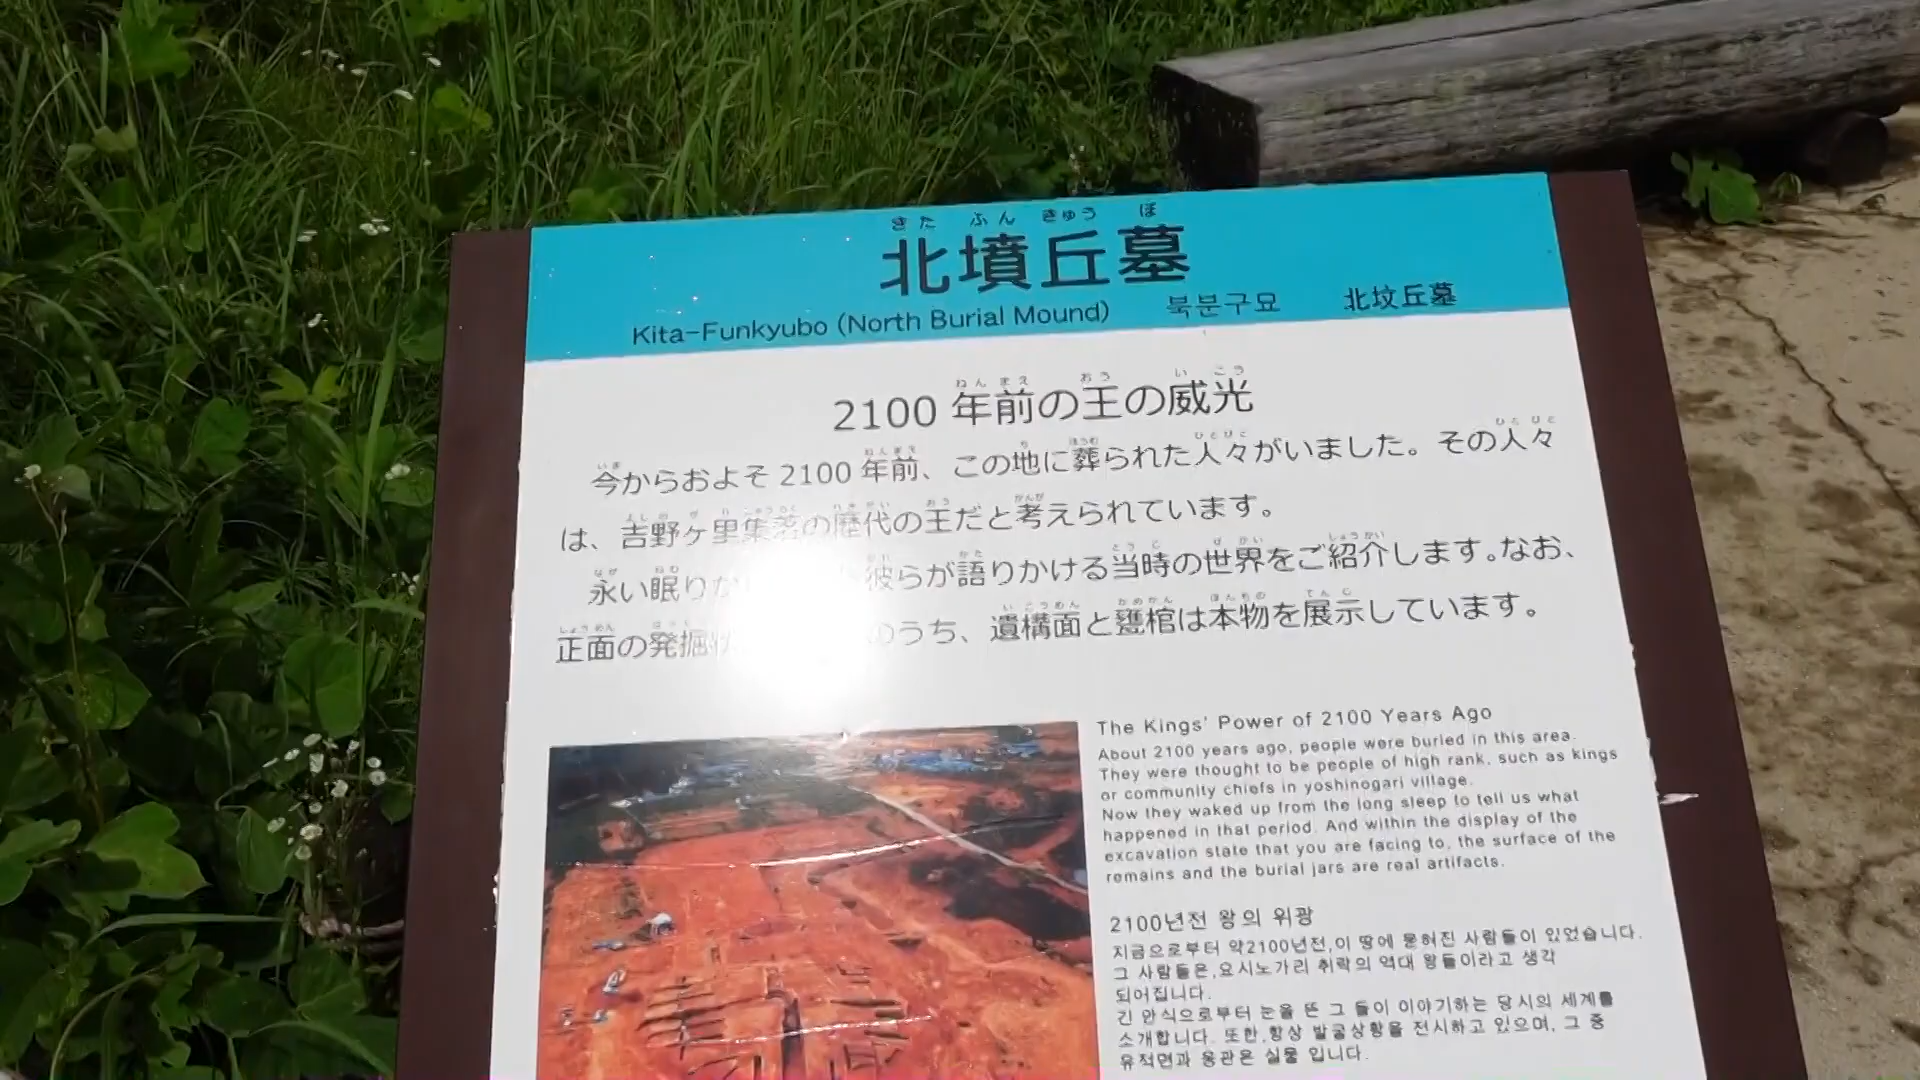 きた ふん きゅう ぼ
北墳丘墓
Kita-Funkyubo (North Burial Mound) 북분구묘 北坟丘墓
2100 年前の王の威光
今からおよそ 2100 年前、この地に葬られた人々がいました。その人々
は、吉野ヶ里集落の歴代の王だと考えられています。
永い眠りか 彼らが語りかける当時の世界をご紹介します。なお、
正面の発掘 のうち、遺構面と甕棺は本物を展示しています。
The Kings' Power of 2100 Years Ago
About 2100 years ago, people were buried in this area.
They were thought to be people of high rank, such as kings
or community chiefs in yoshinogari village.
Now they waked up from the long sleep to tell us what
happened in that period. And within the display of the
excavation state that you are facing to, the surface of the
remains and the burial jars are real artifacts.
2100년전 왕의 위광
지금으로부터 약2100년전,이 땅에 묻혀진 사람들이 있었습니다.
그 사람들은,요시노가리 취락의 역대 왕들이라고 생각
되어집니다.
긴 안식으로부터 눈을 뜬 그 들이 이야기하는 당시의 세계를
소개합니다. 또한,항상 발굴상황을 전시하고 있으며, 그 중
유적면과 옹관은 실물 입니다.